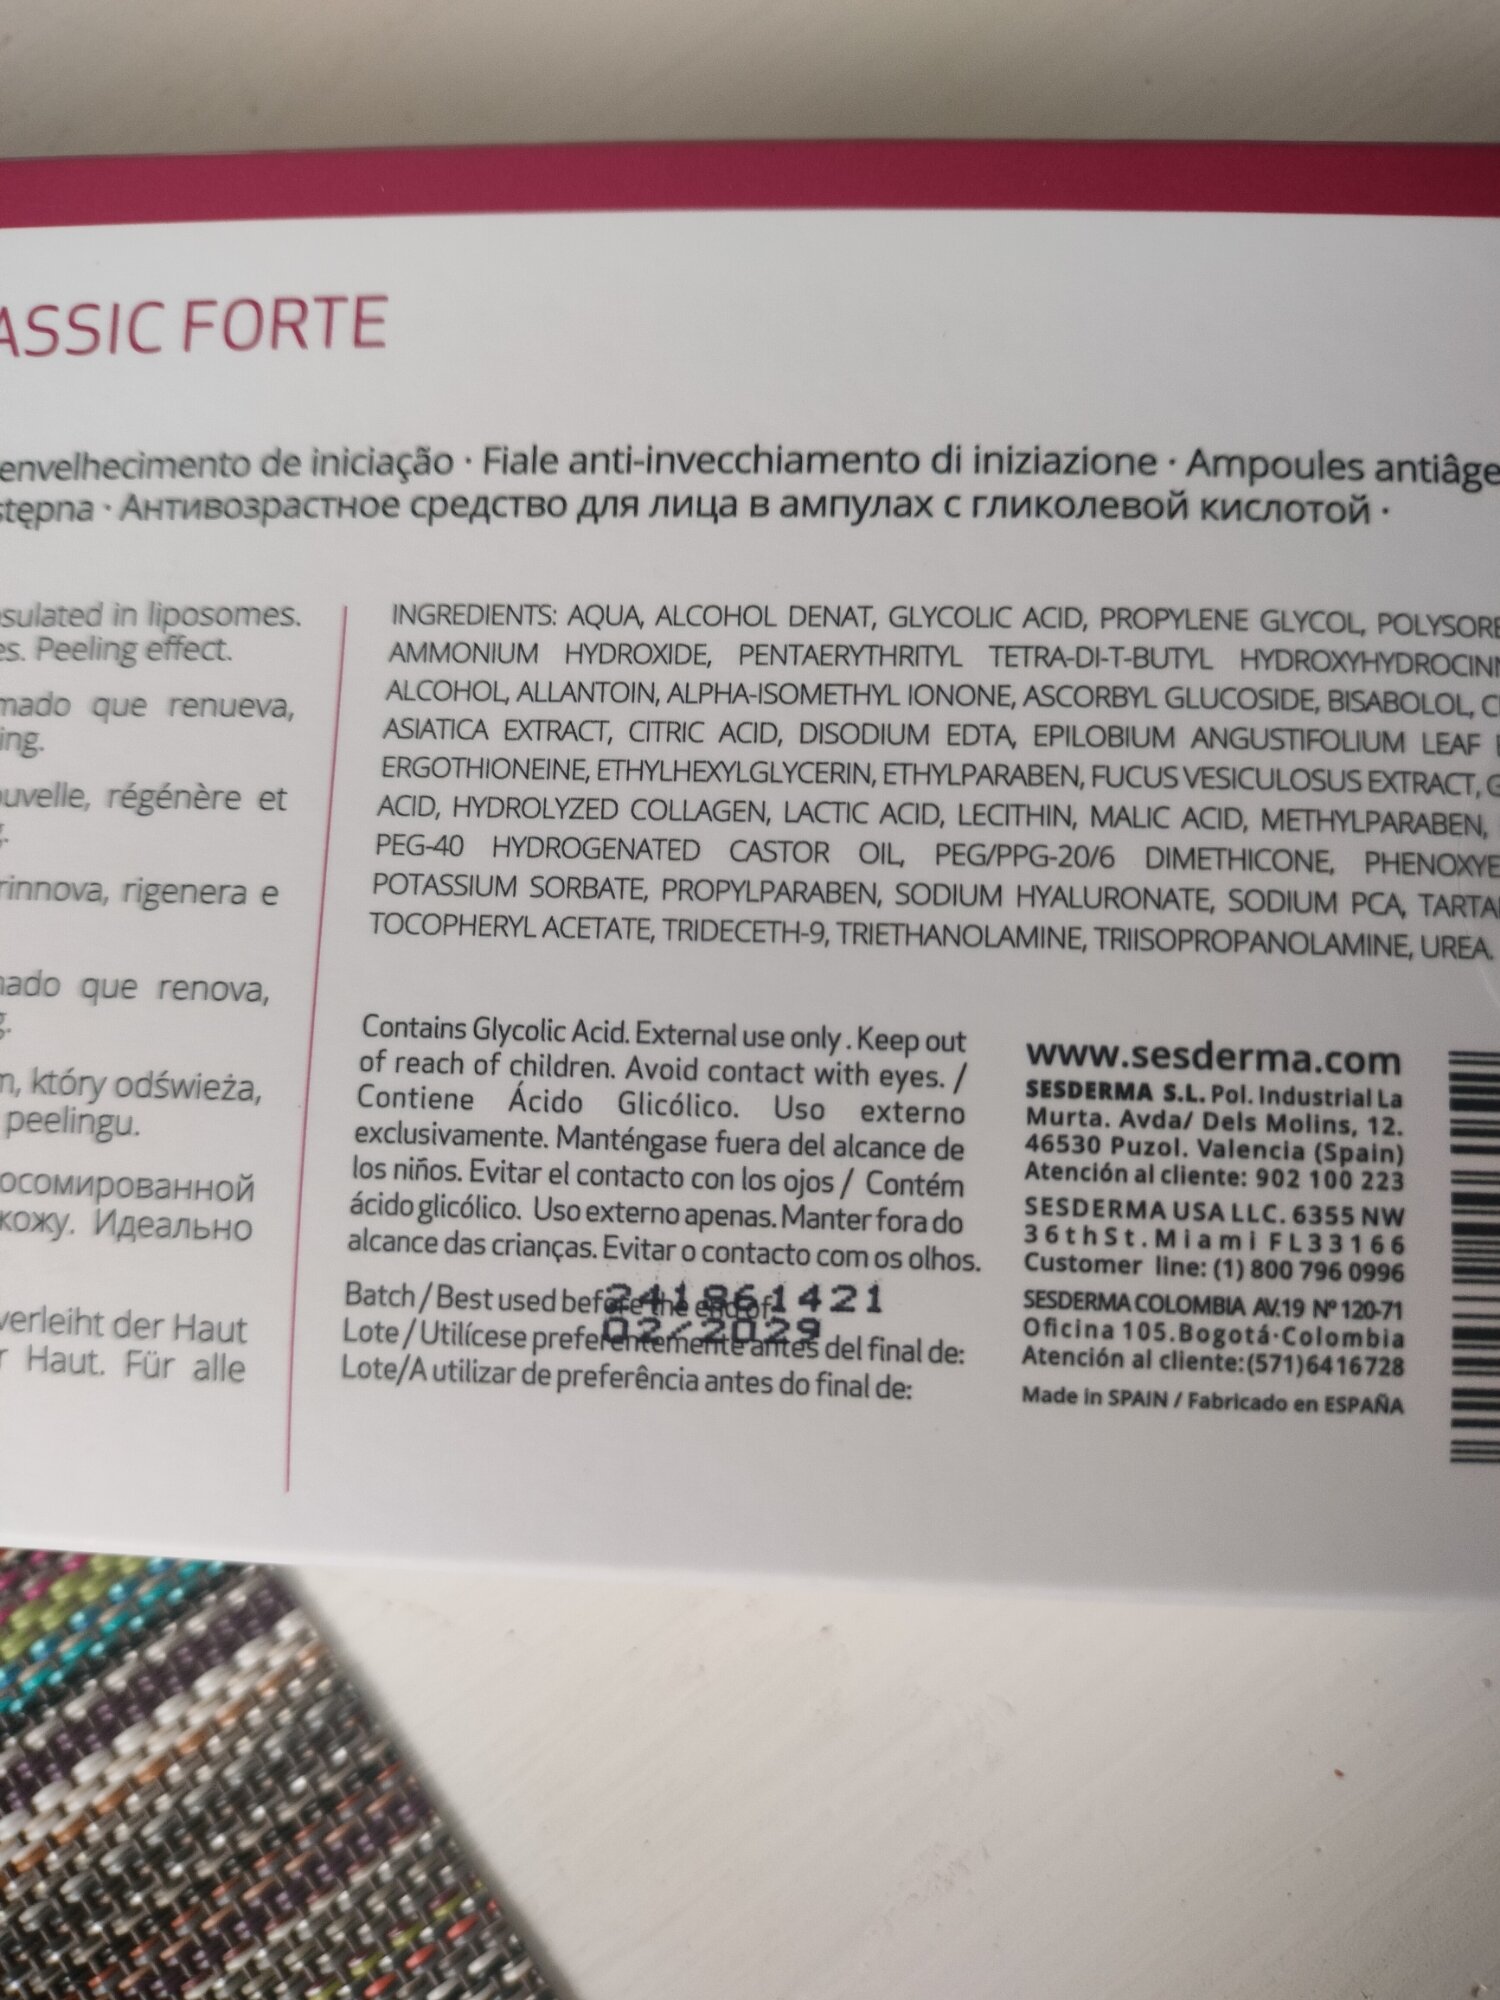 ASSIC FORTE
envelhecimento de iniciação · Fiale anti-invecchiamento di iniziazione · Ampoules antiâge
stępna · Антивозрастное средство для лица в ампулах с гликолевой кислотой ·
sulated in liposomes.
es. Peeling effect.
mado que renueva,
ing.
ouvelle, régénère et
rinnova, rigenera e
nado que renova,
m, który odświeża,
peelingu.
осомированной
кожу. Идеально
verleiht der Haut
r Haut. Für alle
INGREDIENTS: AQUA, ALCOHOL DENAT, GLYCOLIC ACID, PROPYLENE GLYCOL, POLYSORB
AMMONIUM HYDROXIDE, PENTAERYTHRITYL TETRA-DI-T-BUTYL HYDROXYHYDROCINN
ALCOHOL, ALLANTOIN, ALPHA-ISOMETHYL IONONE, ASCORBYL GLUCOSIDE, BISABOLOL, C
ASIATICA EXTRACT, CITRIC ACID, DISODIUM EDTA, EPILOBIUM ANGUSTIFOLIUM LEAF
ERGOTHIONEINE, ETHYLHEXYLGLYCERIN, ETHYLPARABEN, FUCUS VESICULOSUS EXTRACT, G
ACID, HYDROLYZED COLLAGEN, LACTIC ACID, LECITHIN, MALIC ACID, METHYLPARABEN,
PEG-40 HYDROGENATED CASTOR OIL, PEG/PPG-20/6 DIMETHICONE, PHENOXYE
POTASSIUM SORBATE, PROPYLPARABEN, SODIUM HYALURONATE, SODIUM PCA, TARTA
TOCOPHERYL ACETATE, TRIDECETH-9, TRIETHANOLAMINE, TRIISOPROPANOLAMINE, UREA.
Contains Glycolic Acid. External use only . Keep out
of reach of children. Avoid contact with eyes. /
Contiene Ácido Glicólico. Uso externo
exclusivamente. Manténgase fuera del alcance de
los niños. Evitar el contacto con los ojos / Contém
ácido glicólico. Uso externo apenas. Manter fora do
alcance das crianças. Evitar o contacto com os olhos.
Batch / Best used before the end of
241861421
Lote / Utilícese preferentemente antes del final de:
02/2029
Lote/A utilizar de preferência antes do final de:
www.sesderma.com
SESDERMA S.L. Pol. Industrial La
Murta. Avda/ Dels Molins, 12.
46530 Puzol. Valencia (Spain)
Atención al cliente: 902 100 223
SESDERMA USA LLC. 6355 NW
36thSt. Miami FL33166
Customer line: (1) 800 796 0996
SESDERMA COLOMBIA AV.19 Nº 120-71
Oficina 105. Bogotá·Colombia
Atención al cliente:(571)6416728
Made in SPAIN / Fabricado en ESPAÑA